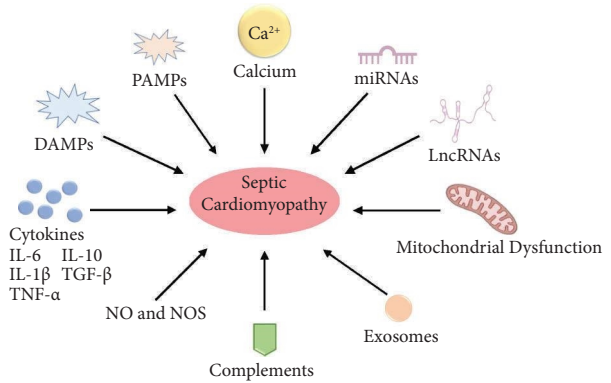 Ca²⁺
Calcium
PAMPs
miRNAs
DAMPs
LncRNAs
Septic
Cardiomyopathy
Cytokines
IL-6 IL-10
IL-1β TGF-β
TNF-α
Mitochondrial Dysfunction
NO and NOS
Exosomes
Complements